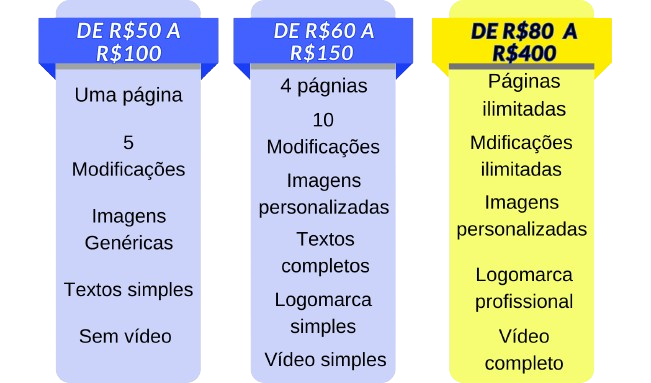 DE R$50 A
R$100
Uma página
5
Modificações
Imagens
Genéricas
Textos simples
Sem vídeo
DE R$60 A
R$150
4 págnias
10
Modificações
Imagens
personalizadas
Textos
completos
Logomarca
simples
Vídeo simples
DE R$80 A
R$400
Páginas
ilimitadas
Mdificações
ilimitadas
Imagens
personalizadas
Logomarca
profissional
Vídeo
completo